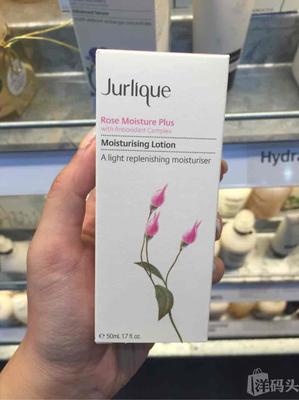 Jurlique
Rose Moisture Plus
with Antioxidant Complex
Moisturising Lotion
A light replenishing moisturiser
℮ 50mL 1.7 fl oz.
Hydra
洋码头